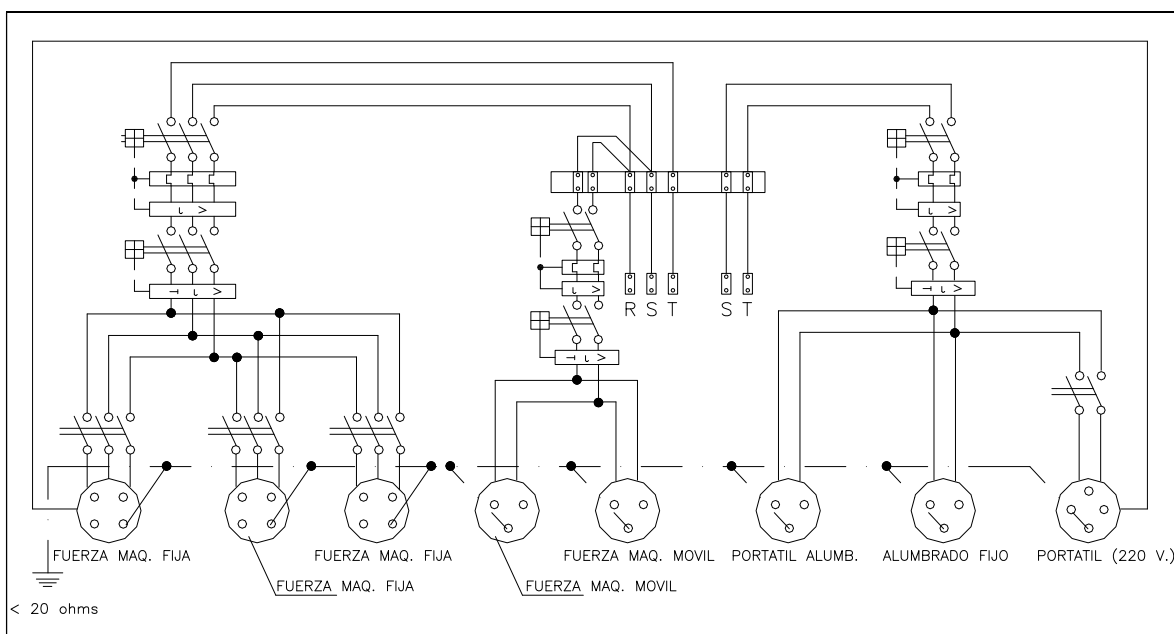 R S T S T
FUERZA MAQ. FIJA FUERZA MAQ. FIJA FUERZA MAQ. MOVIL PORTATIL ALUMB. ALUMBRADO FIJO PORTATIL (220 V.)
FUERZA MAQ. FIJA FUERZA MAQ. MOVIL
< 20 ohms